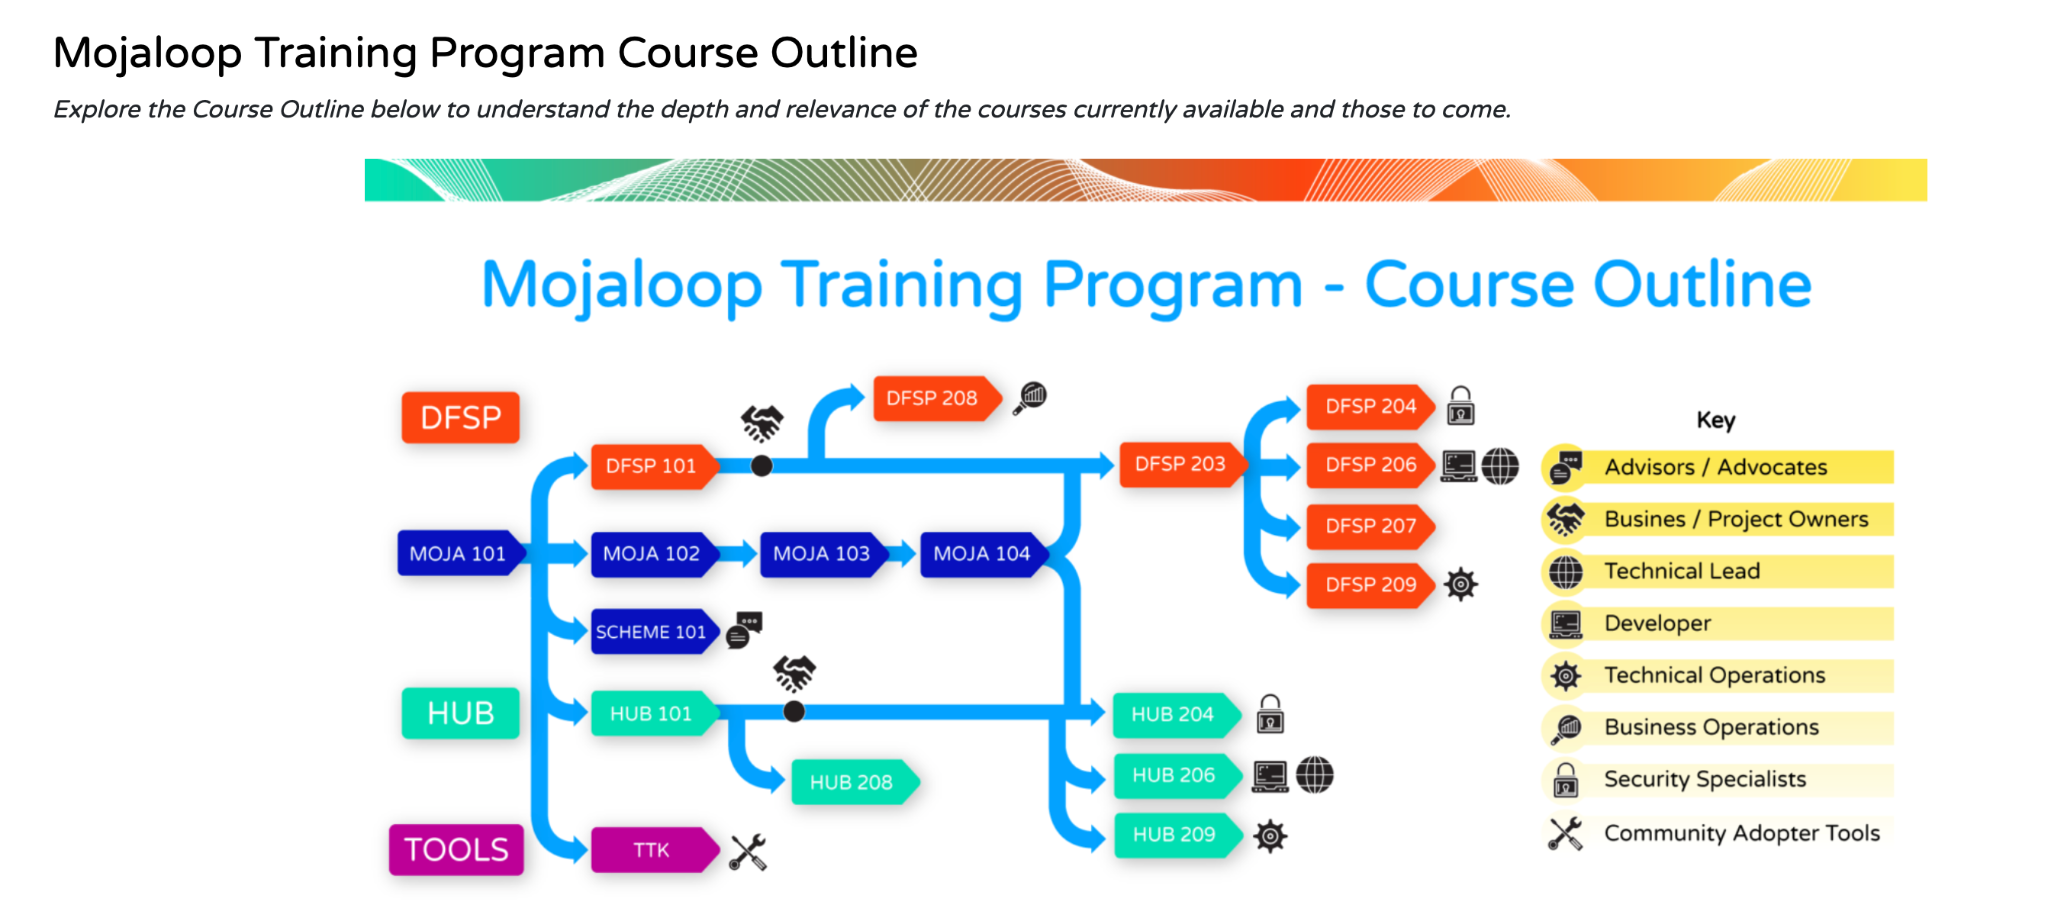 Mojaloop Training Program Course Outline
Explore the Course Outline below to understand the depth and relevance of the courses currently available and those to come.
Mojaloop Training Program - Course Outline
DFSP
DFSP 208
DFSP 204
DFSP 101
DFSP 203
DFSP 206
DFSP 207
MOJA 101
MOJA 102
MOJA 103
MOJA 104
DFSP 209
SCHEME 101
HUB
HUB 101
HUB 204
HUB 208
HUB 206
HUB 209
TOOLS
TTK
Key
Advisors / Advocates
Busines / Project Owners
Technical Lead
Developer
Technical Operations
Business Operations
Security Specialists
Community Adopter Tools